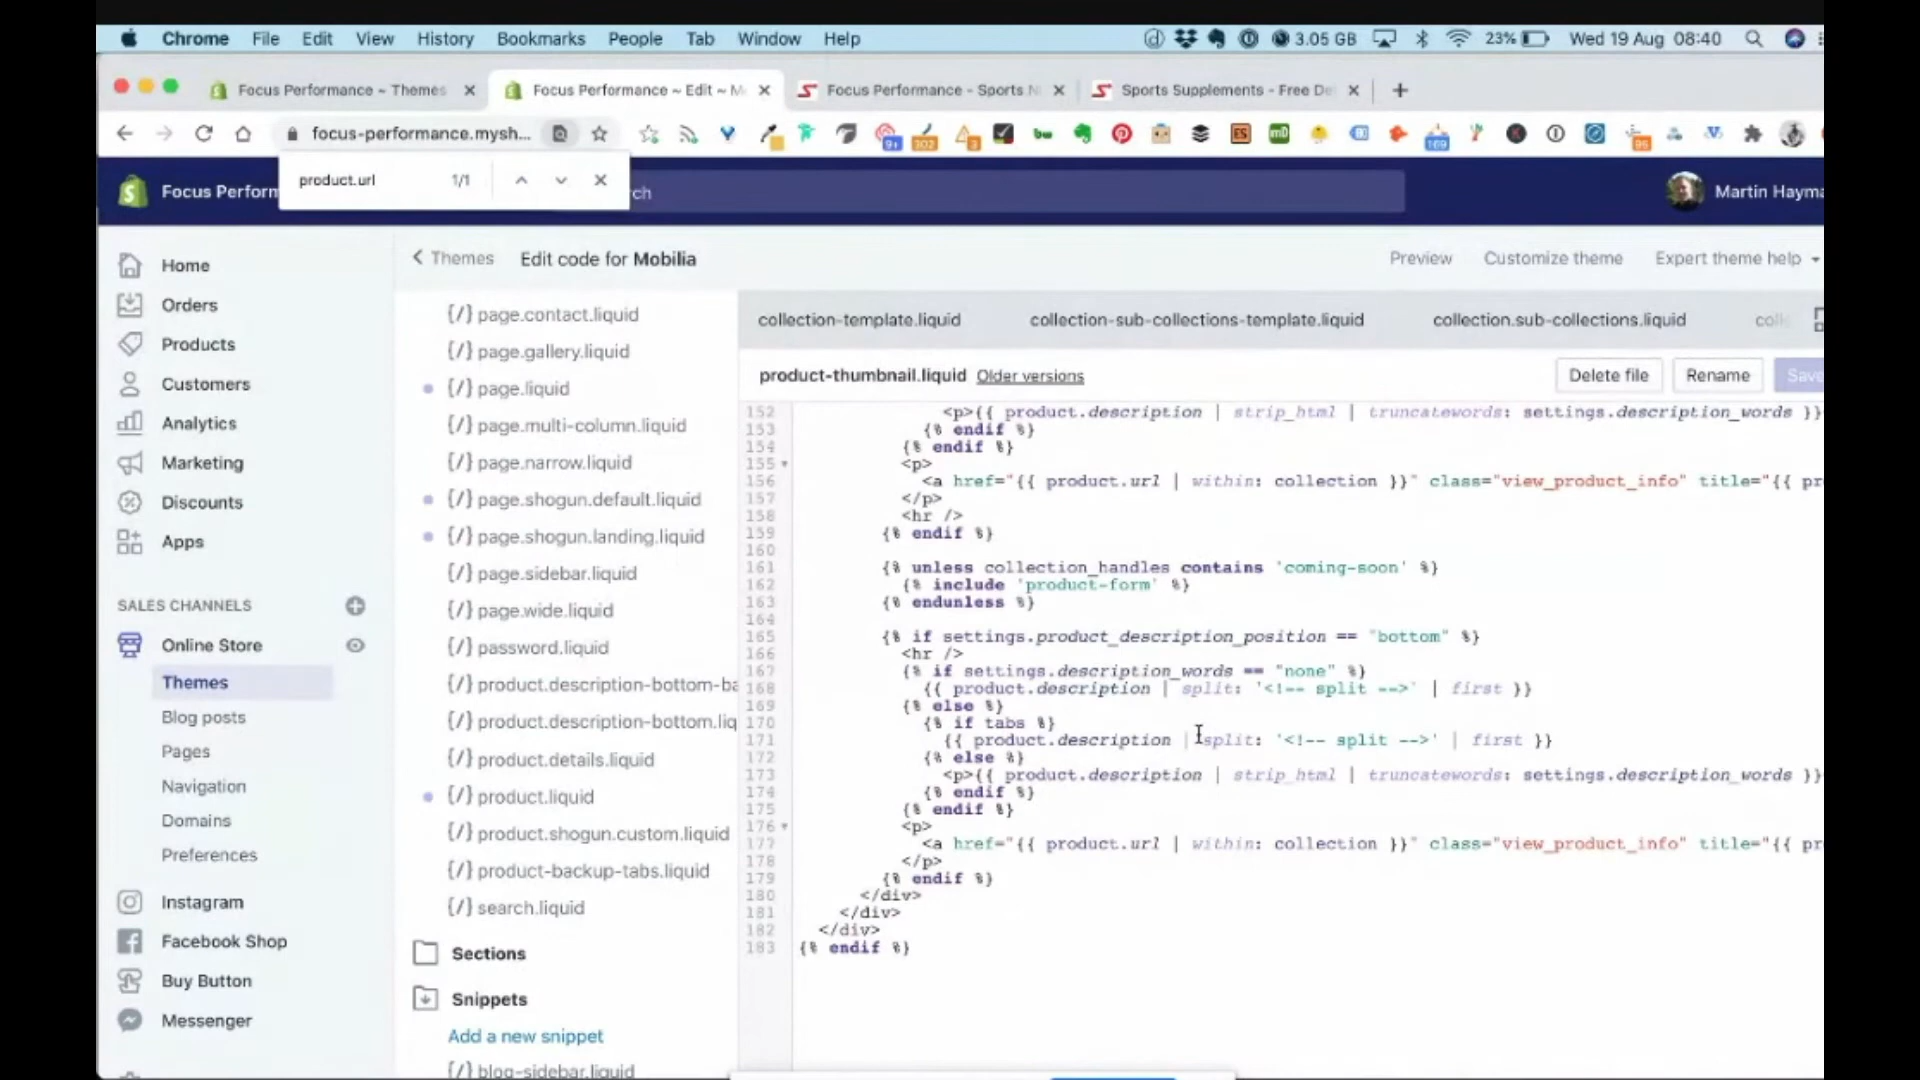 Chrome File Edit View History Bookmarks People Tab Window Help 3.05 GB 23% Wed 19 Aug 08:40
Focus Performance ~ Themes Focus Performance ~ Edit ~ M Focus Performance - Sports N Sports Supplements - Free De
focus-performance.mysh...
9+ 302 3 ES mD 169 95
product.url 1/1
Focus Perform ch Martin Hayma
Themes Edit code for Mobilia Preview Customize theme Expert theme help
Home
Orders
Products
Customers
Analytics
Marketing
Discounts
Apps
SALES CHANNELS
Online Store
Themes
Blog posts
Pages
Navigation
Domains
Preferences
Instagram
Facebook Shop
Buy Button
Messenger
{/} page.contact.liquid
{/} page.gallery.liquid
{/} page.liquid
{/} page.multi-column.liquid
{/} page.narrow.liquid
{/} page.shogun.default.liquid
{/} page.shogun.landing.liquid
{/} page.sidebar.liquid
{/} page.wide.liquid
{/} password.liquid
{/} product.description-bottom-ba
{/} product.description-bottom.liq
{/} product.details.liquid
{/} product.liquid
{/} product.shogun.custom.liquid
{/} product-backup-tabs.liquid
{/} search.liquid
Sections
Snippets
Add a new snippet
{/} blog-sidebar.liquid
collection-template.liquid collection-sub-collections-template.liquid collection.sub-collections.liquid coll
product-thumbnail.liquid Older versions Delete file Rename Save
152 <p>{{ product.description | strip_html | truncatewords: settings.description_words }}
153 {% endif %}
154 {% endif %}
155 <p>
156 <a href="{{ product.url | within: collection }}" class="view_product_info" title="{{ pr
157 </p>
158 <hr />
159 {% endif %}
160
161 {% unless collection_handles contains 'coming-soon' %}
162 {% include 'product-form' %}
163 {% endunless %}
164
165 {% if settings.product_description_position == "bottom" %}
166 <hr />
167 {% if settings.description_words == "none" %}
168 {{ product.description | split: '<!-- split -->' | first }}
169 {% else %}
170 {% if tabs %}
171 {{ product.description | split: '<!-- split -->' | first }}
172 {% else %}
173 <p>{{ product.description | strip_html | truncatewords: settings.description_words }}
174 {% endif %}
175 {% endif %}
176 <p>
177 <a href="{{ product.url | within: collection }}" class="view_product_info" title="{{ pr
178 </p>
179 {% endif %}
180 </div>
181 </div>
182 </div>
183 {% endif %}